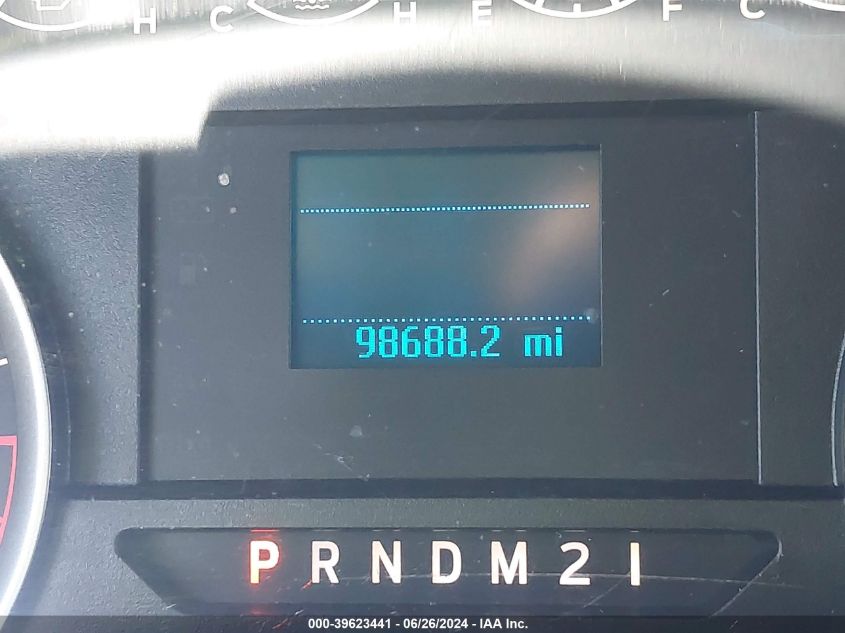 H C H E F C
98688.2 mi
P R N D M 2 1
000-39623441 - 06/26/2024 - IAA Inc.